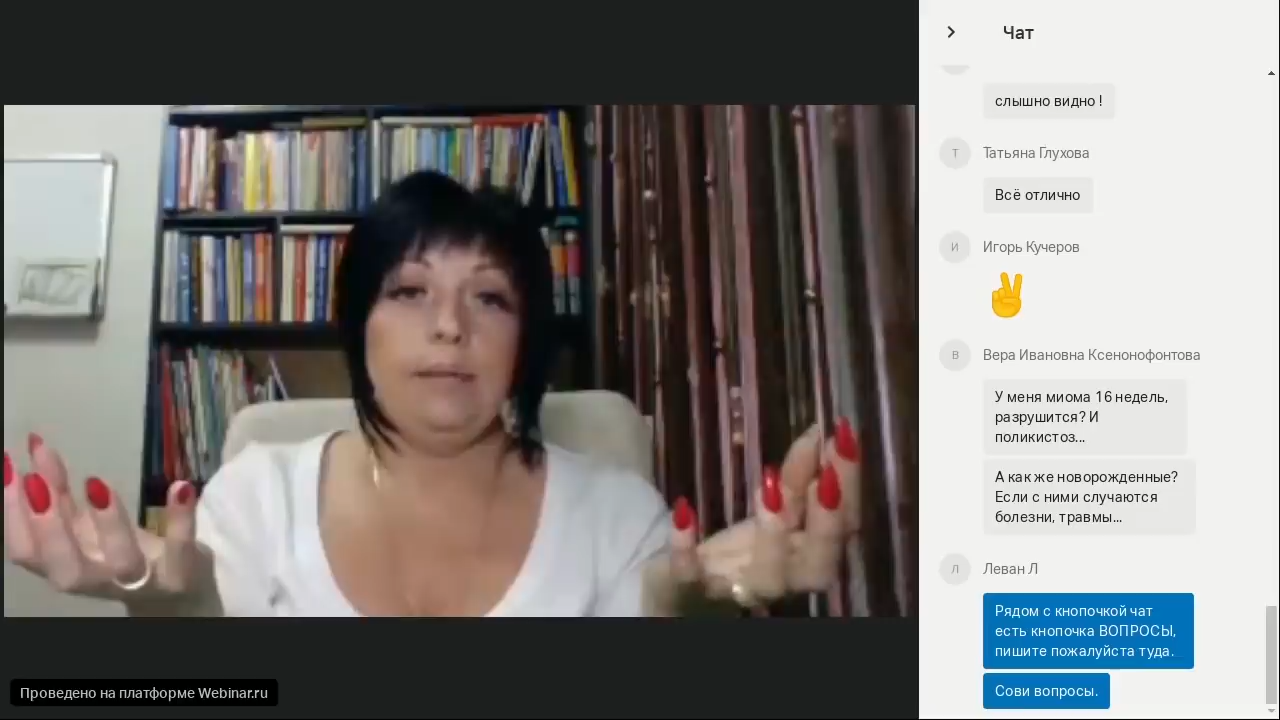 Чат
слышно видно !
Т
Татьяна Глухова
Всё отлично
И
Игорь Кучеров
В
Вера Ивановна Ксенонофонтова
У меня миома 16 недель,
разрушится? И
поликистоз...
А как же новорожденные?
Если с ними случаются
болезни, травмы...
Л
Леван Л
Рядом с кнопочкой чат
есть кнопочка ВОПРОСЫ,
пишите пожалуйста туда.
Сови вопросы.
Проведено на платформе Webinar.ru